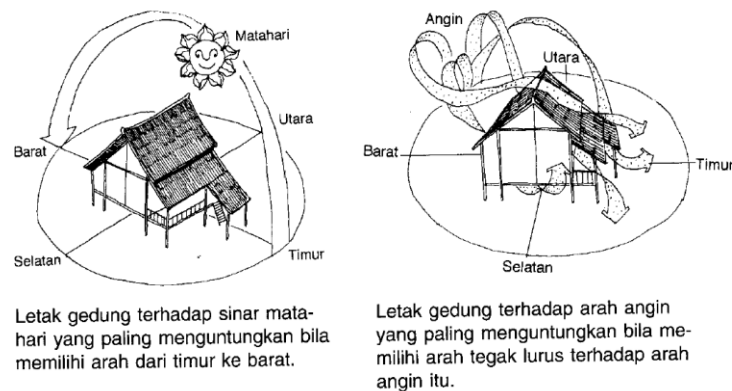 Matahari
Utara
Barat
Selatan
Timur
Letak gedung terhadap sinar mata-
hari yang paling menguntungkan bila
memilihi arah dari timur ke barat.
Angin
Utara
Barat
Timur
Selatan
Letak gedung terhadap arah angin
yang paling menguntungkan bila me-
milihi arah tegak lurus terhadap arah
angin itu.